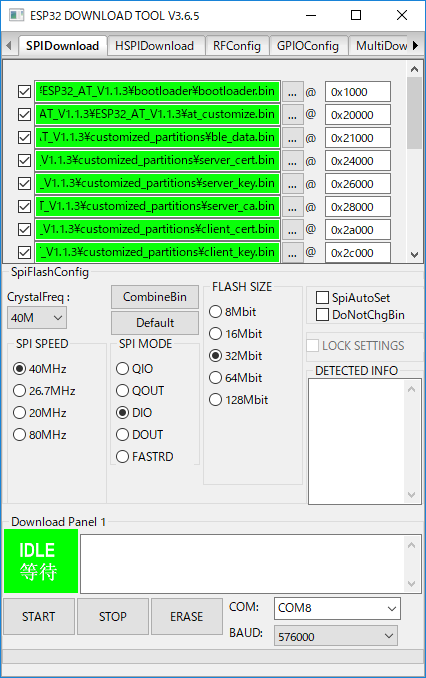 ESP32 DOWNLOAD TOOL V3.6.5
SPIDownload HSPIDownload RFConfig GPIOConfig MultiDow
ESP32_AT_V1.1.3¥bootloader¥bootloader.bin ... @ 0x1000
AT_V1.1.3¥ESP32_AT_V1.1.3¥at_customize.bin ... @ 0x20000
AT_V1.1.3¥customized_partitions¥ble_data.bin ... @ 0x21000
_V1.1.3¥customized_partitions¥server_cert.bin ... @ 0x24000
_V1.1.3¥customized_partitions¥server_key.bin ... @ 0x26000
T_V1.1.3¥customized_partitions¥server_ca.bin ... @ 0x28000
_V1.1.3¥customized_partitions¥client_cert.bin ... @ 0x2a000
_V1.1.3¥customized_partitions¥client_key.bin ... @ 0x2c000
SpiFlashConfig
CrystalFreq :
40M
CombineBin
Default
SPI SPEED
40MHz
26.7MHz
20MHz
80MHz
SPI MODE
QIO
QOUT
DIO
DOUT
FASTRD
FLASH SIZE
8Mbit
16Mbit
32Mbit
64Mbit
128Mbit
SpiAutoSet
DoNotChgBin
LOCK SETTINGS
DETECTED INFO
Download Panel 1
IDLE
等待
START STOP ERASE
COM: COM8
BAUD: 576000